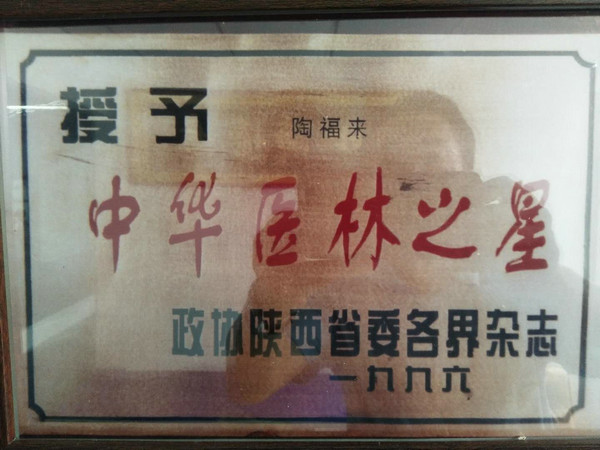 授予 陶福来
中华医林之星
政协陕西省委各界杂志
一九九六